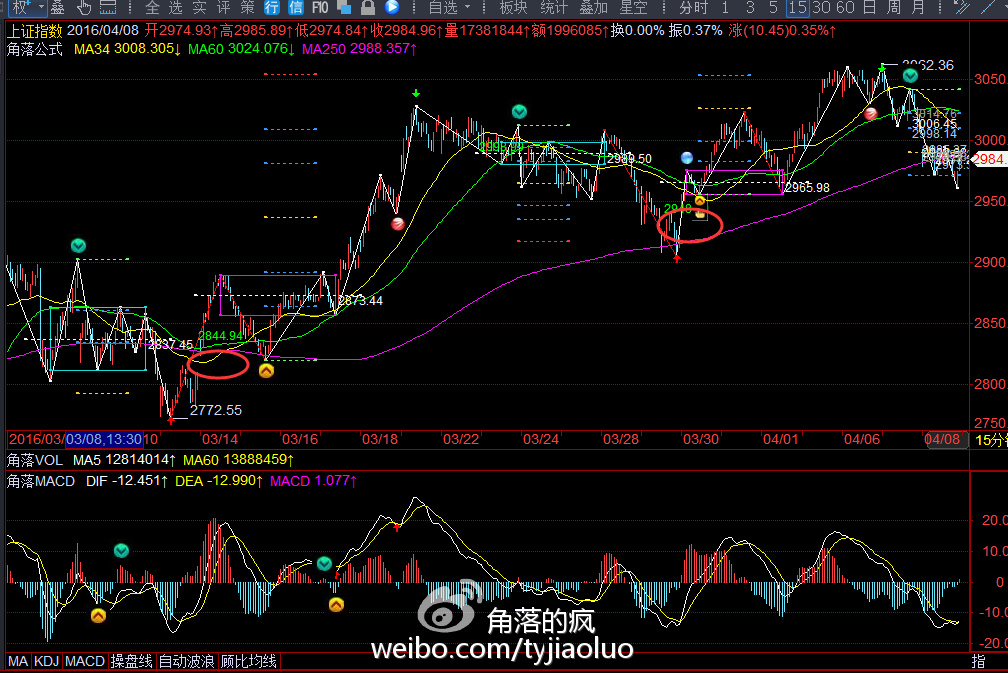 权 叠 全 选 实 评 策 行 信 F10 自选 板块 统计 叠加 星空 分时 1 3 5 15 30 60 日 周 月
上证指数 2016/04/08 开2974.93↑高2985.89↑低2974.84↑收2984.96↑量17381844↑额1996085↑换0.00% 振0.37% 涨(10.45)0.35%↑
角落公式 MA34 3008.305↓ MA60 3024.076↓ MA250 2988.357↑
3062.36
3050
3014.76
3006.45
3000
2998.14
2984.
2989.50
2965.98
2900
2873.44
2850
2844.94
2837.45
2800
2772.55
2750
2016/03/ 03/08,13:30 10 03/14 03/16 03/18 03/22 03/24 03/28 03/30 04/01 04/06 04/08 15分
角落VOL MA5 12814014↑ MA60 13888459↑
角落MACD DIF -12.451↑ DEA -12.990↑ MACD 1.077↑
20.0
10.0
0
-10.0
-20.0
角落的疯
weibo.com/tyjiaoluo
MA KDJ MACD 操盘线 自动波浪 顾比均线 指